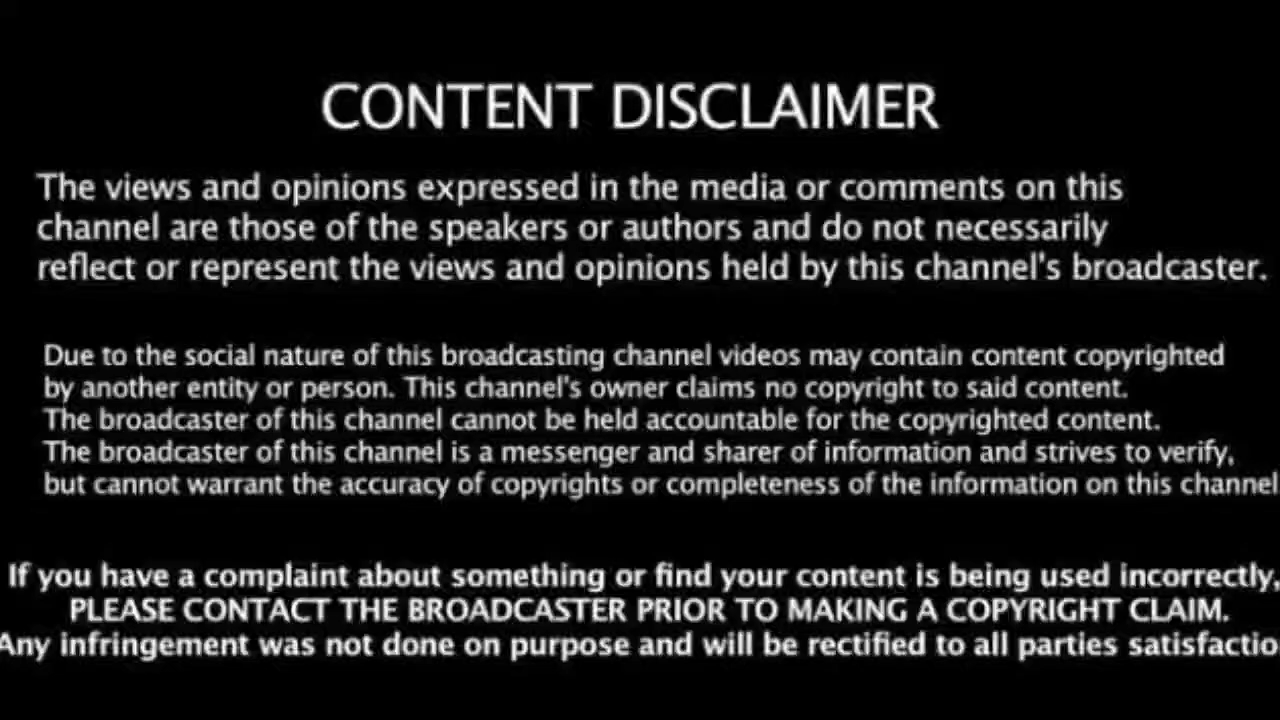 CONTENT DISCLAIMER
The views and opinions expressed in the media or comments on this
channel are those of the speakers or authors and do not necessarily
reflect or represent the views and opinions held by this channel's broadcaster.
Due to the social nature of this broadcasting channel videos may contain content copyrighted
by another entity or person. This channel's owner claims no copyright to said content.
The broadcaster of this channel cannot be held accountable for the copyrighted content.
The broadcaster of this channel is a messenger and sharer of information and strives to verify,
but cannot warrant the accuracy of copyrights or completeness of the information on this channel
If you have a complaint about something or find your content is being used incorrectly,
PLEASE CONTACT THE BROADCASTER PRIOR TO MAKING A COPYRIGHT CLAIM.
Any infringement was not done on purpose and will be rectified to all parties satisfactio